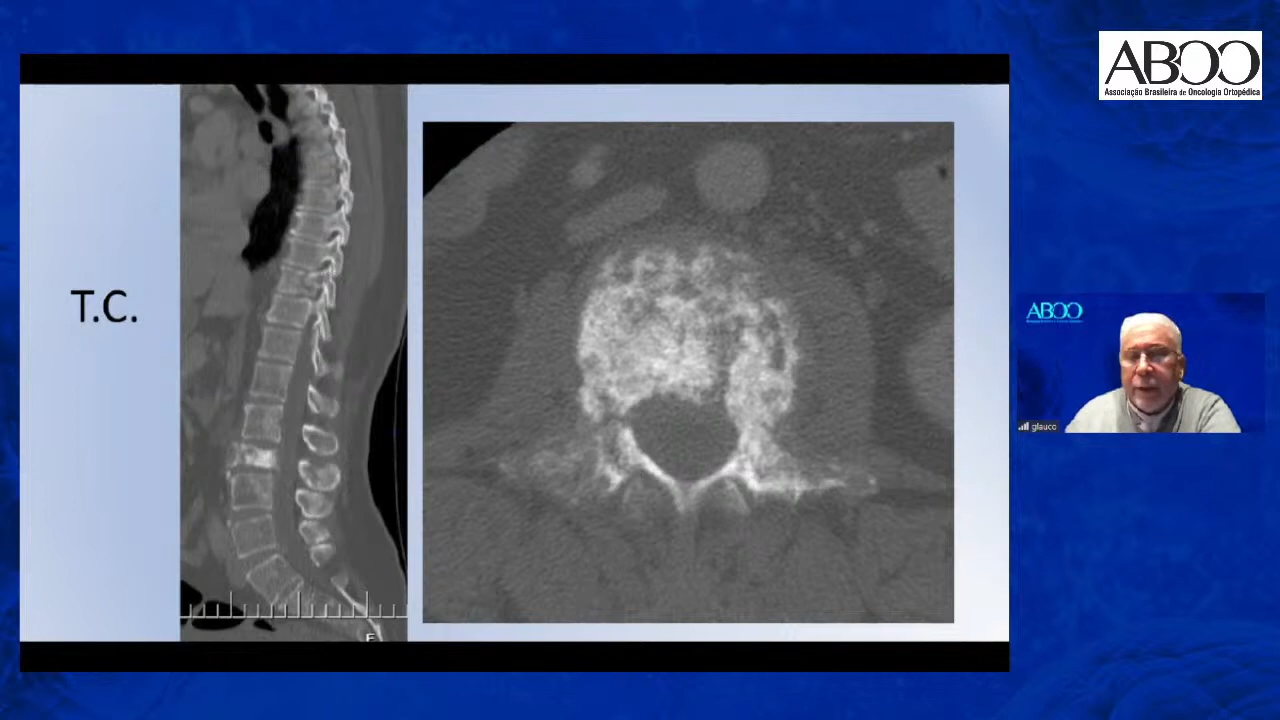 ABOO
Associação Brasileira de Oncologia Ortopédica
T.C.
F
ABOO
glauco